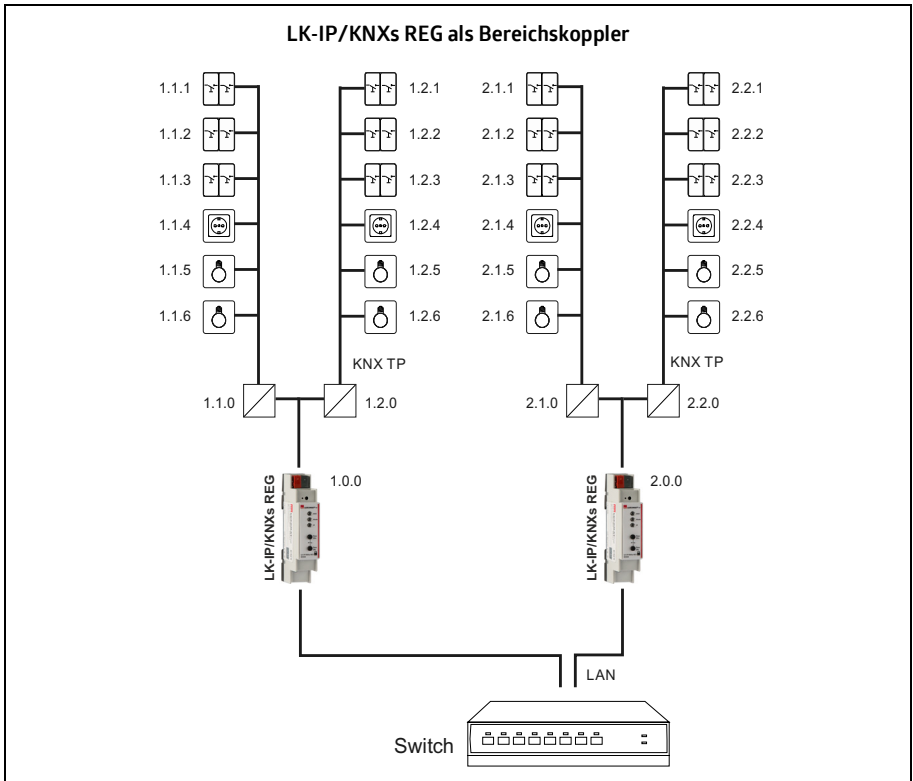 LK-IP/KNXs REG als Bereichskoppler
1.1.1 1.2.1 2.1.1 2.2.1
1.1.2 1.2.2 2.1.2 2.2.2
1.1.3 1.2.3 2.1.3 2.2.3
1.1.4 1.2.4 2.1.4 2.2.4
1.1.5 1.2.5 2.1.5 2.2.5
1.1.6 1.2.6 2.1.6 2.2.6
KNX TP KNX TP
1.1.0 1.2.0 2.1.0 2.2.0
LK-IP/KNXs REG 1.0.0 LK-IP/KNXs REG 2.0.0
LAN
Switch